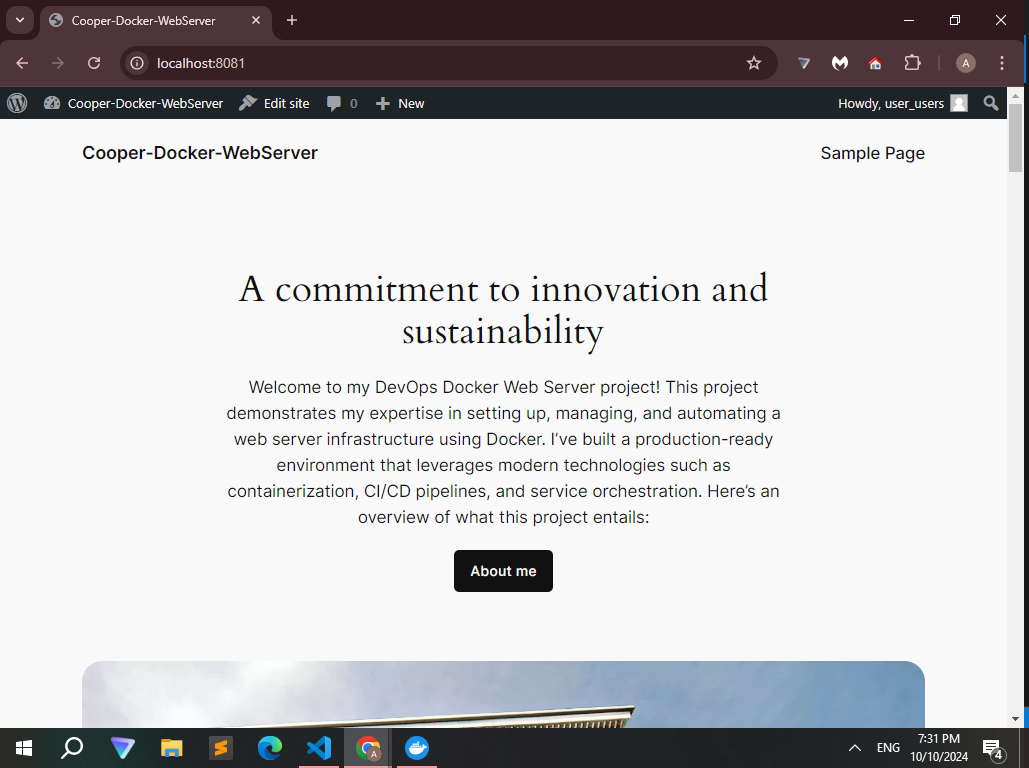 Cooper-Docker-WebServer
localhost:8081
A
Cooper-Docker-WebServer Edit site 0 New Howdy, user_users
Cooper-Docker-WebServer Sample Page
A commitment to innovation and
sustainability
Welcome to my DevOps Docker Web Server project! This project
demonstrates my expertise in setting up, managing, and automating a
web server infrastructure using Docker. I’ve built a production-ready
environment that leverages modern technologies such as
containerization, CI/CD pipelines, and service orchestration. Here’s an
overview of what this project entails:
About me
A
ENG
7:31 PM
10/10/2024
4